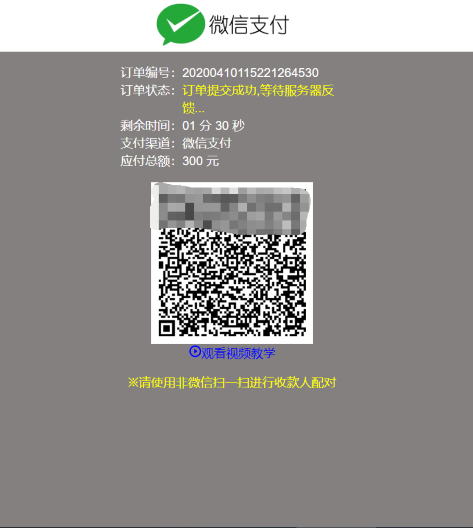 微信支付
订单编号：20200410115221264530
订单状态：订单提交成功,等待服务器反
馈...
剩余时间：01 分 30 秒
支付渠道：微信支付
应付总额：300 元
观看视频教学
※请使用非微信扫一扫进行收款人配对